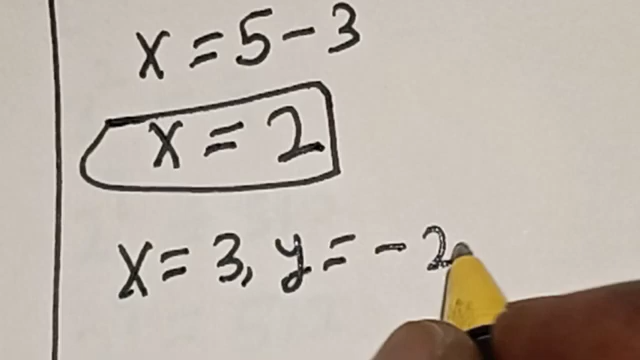 x = 5 - 3
x = 2
x = 3, y = - 2